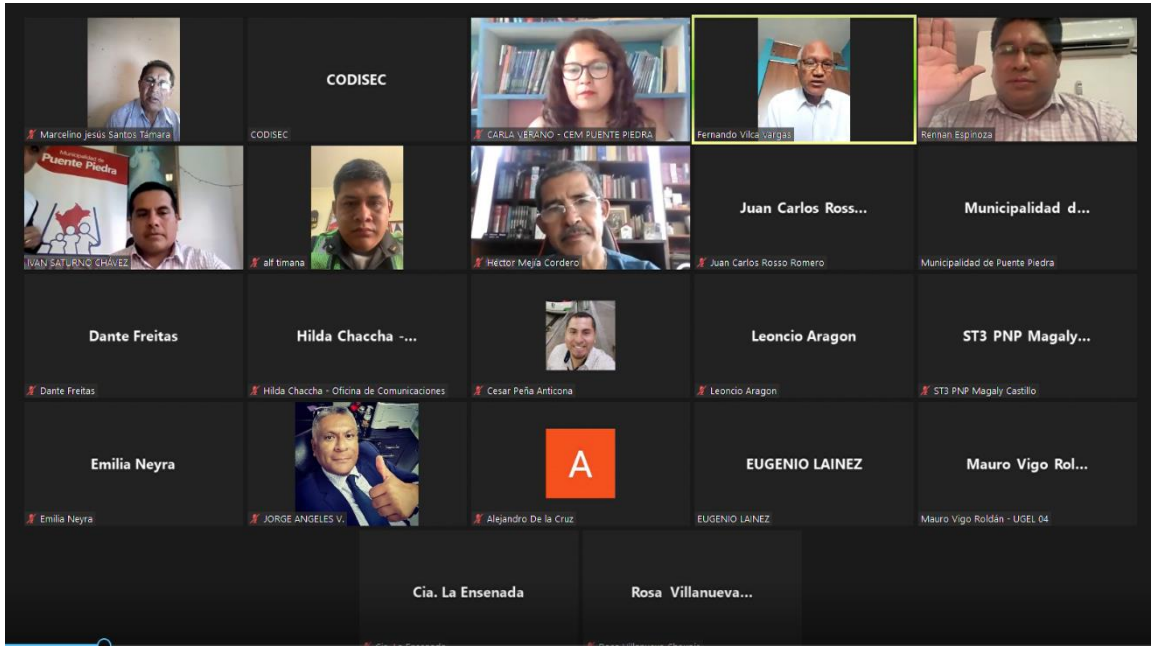 CODISEC
Marcelino Jesús Santos Támara
CODISEC
CARLA VERANO - CEM PUENTE PIEDRA
Fernando Vilca Vargas
Rennan Espinoza
Municipalidad de
Puente Piedra
Juan Carlos Ross...
Municipalidad d...
IVAN SATURNO CHÁVEZ
alf timana
Héctor Mejía Cordero
Juan Carlos Rosso Romero
Municipalidad de Puente Piedra
Dante Freitas
Hilda Chaccha -...
Leoncio Aragon
ST3 PNP Magaly...
Dante Freitas
Hilda Chaccha - Oficina de Comunicaciones
Cesar Peña Anticona
Leoncio Aragon
ST3 PNP Magaly Castillo
Emilia Neyra
A
EUGENIO LAINEZ
Mauro Vigo Rol...
Emilia Neyra
JORGE ANGELES V.
Alejandro De la Cruz
EUGENIO LAINEZ
Mauro Vigo Roldán - UGEL 04
Cia. La Ensenada
Rosa Villanueva...
Cia. La Ensenada